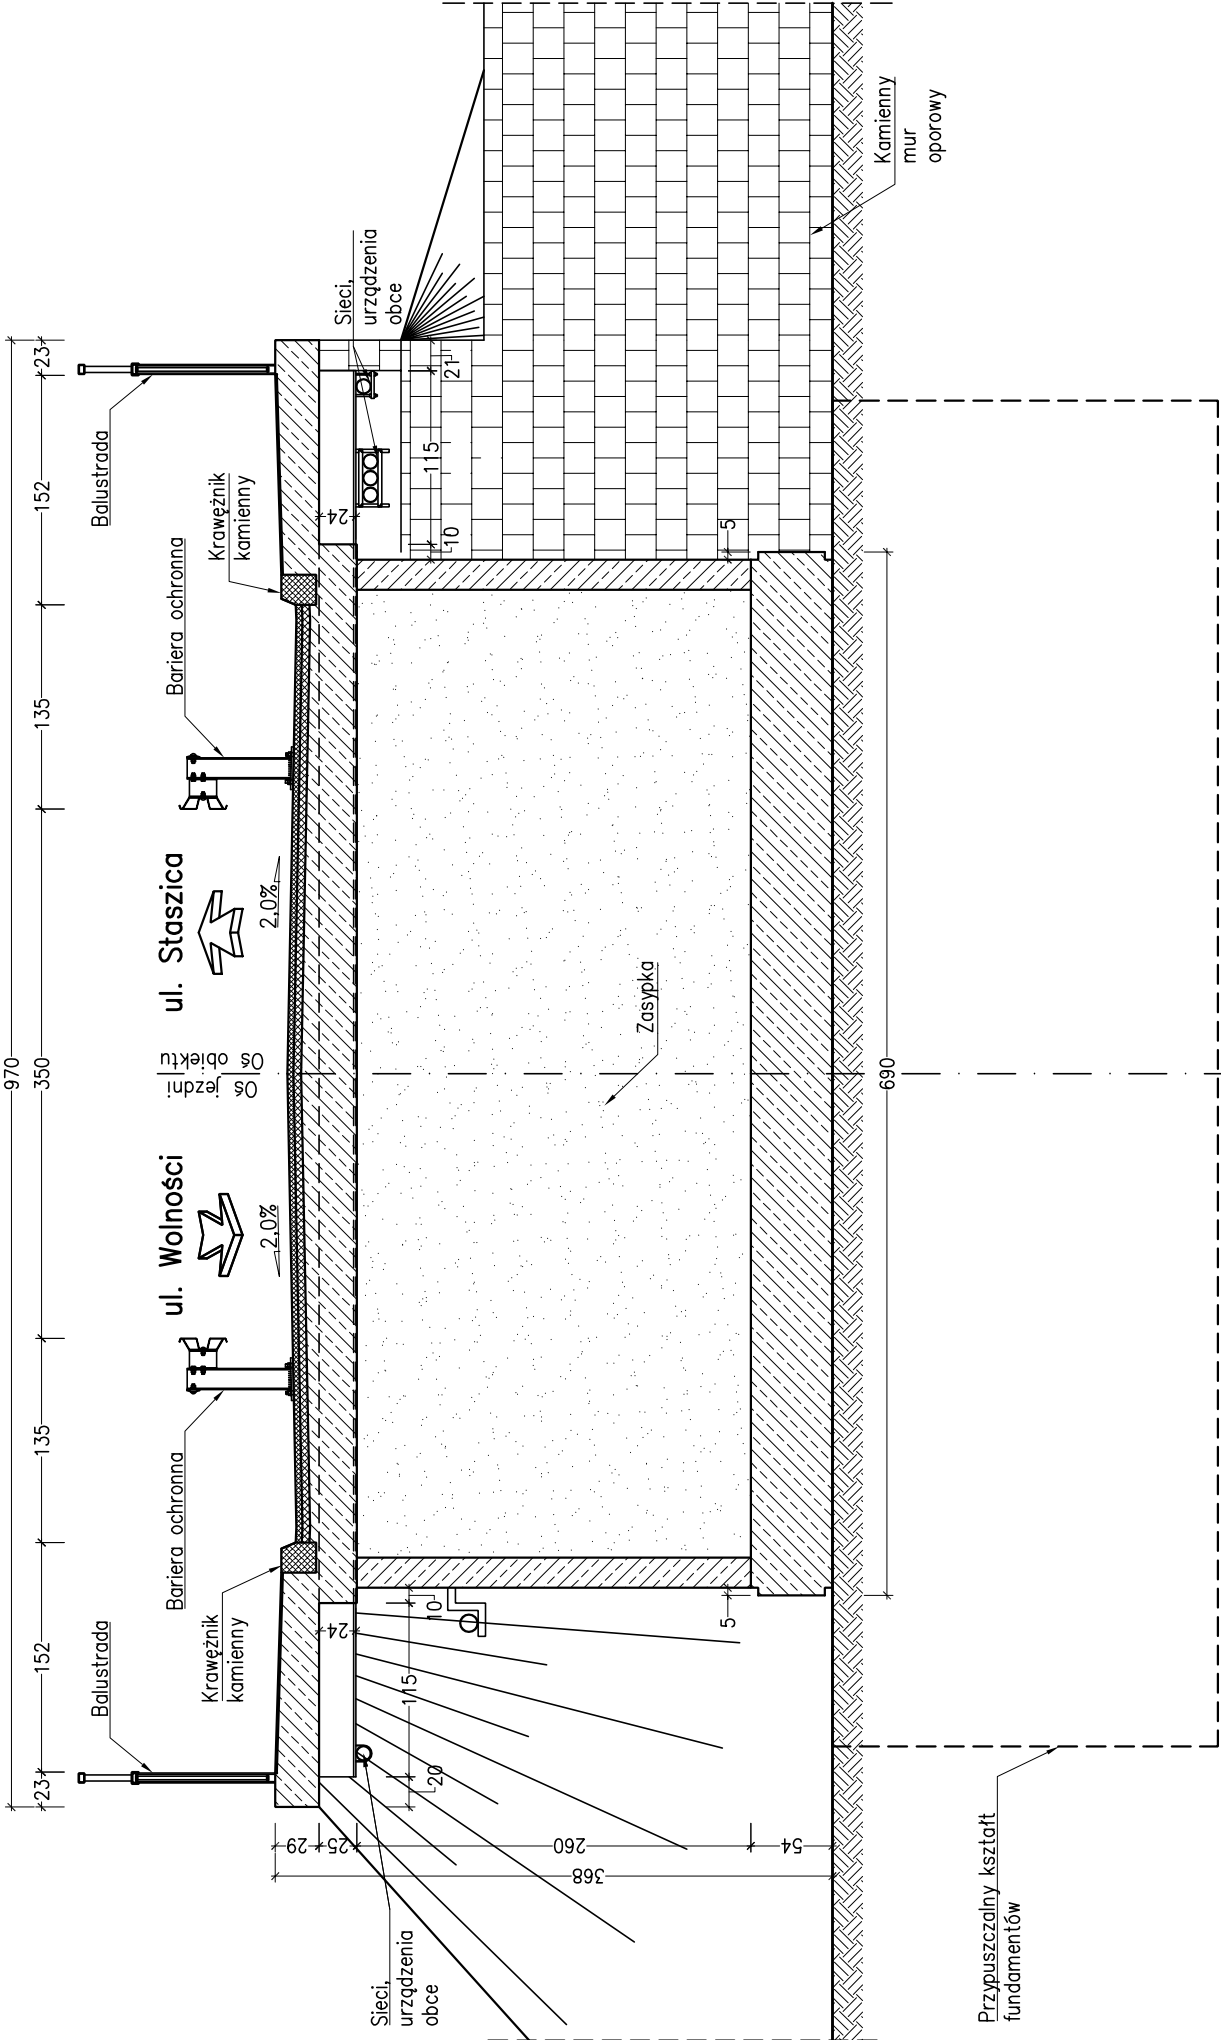 970
23
152
135
350
135
152
23
Balustrada
Balustrada
Krawężnik
kamienny
Krawężnik
kamienny
Bariera ochronna
Bariera ochronna
ul. Wolności
ul. Staszica
2,0%
2,0%
Oś jezdni
Oś obiektu
Sieci,
urządzenia
obce
Sieci,
urządzenia
obce
29
25
260
54
368
24
24
20
115
10
10
115
21
5
5
Zasypka
690
Kamienny
mur
oporowy
Przypuszczalny kształt
fundamentów